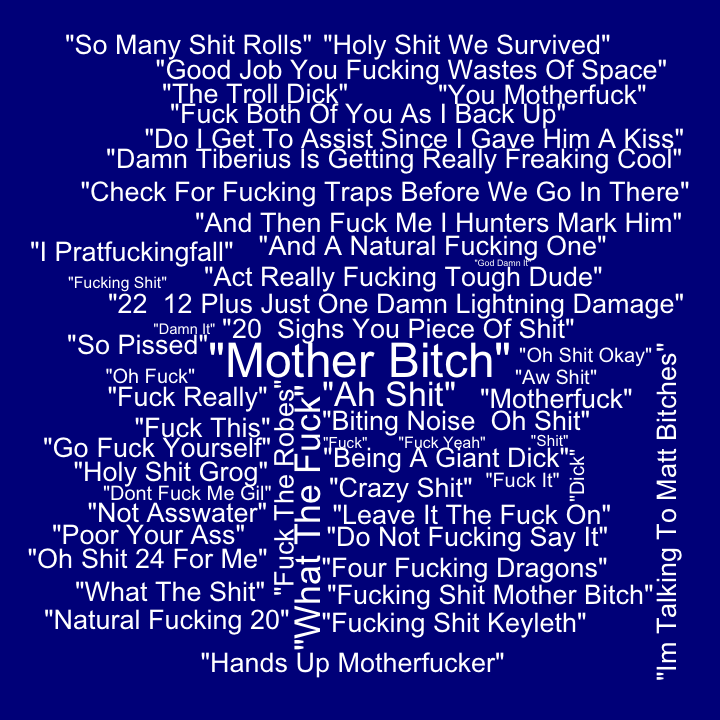 "So Many Shit Rolls" "Holy Shit We Survived"
"Good Job You Fucking Wastes Of Space"
"The Troll Dick" "You Motherfuck"
"Fuck Both Of You As I Back Up"
"Do I Get To Assist Since I Gave Him A Kiss"
"Damn Tiberius Is Getting Really Freaking Cool"
"Check For Fucking Traps Before We Go In There"
"And Then Fuck Me I Hunters Mark Him"
"I Pratfuckingfall" "And A Natural Fucking One"
"God Damn It"
"Fucking Shit" "Act Really Fucking Tough Dude"
"22  12 Plus Just One Damn Lightning Damage"
"Damn It" "20  Sighs You Piece Of Shit"
"So Pissed" "Mother Bitch" "Oh Shit Okay"
"Oh Fuck" "Aw Shit"
"Fuck Really" "Ah Shit" "Motherfuck"
"Fuck This" "Biting Noise  Oh Shit"
"Go Fuck Yourself" "Fuck" "Fuck Yeah" "Shit"
"Holy Shit Grog" "Being A Giant Dick"
"Dont Fuck Me Gil" "Crazy Shit" "Fuck It" "Dick"
"Not Asswater" "Leave It The Fuck On"
"Poor Your Ass" "Do Not Fucking Say It"
"Oh Shit 24 For Me" "Four Fucking Dragons"
"What The Shit" "Fucking Shit Mother Bitch"
"Natural Fucking 20" "Fucking Shit Keyleth"
"Fuck The Robes"
"What The Fuck"
"Im Talking To Matt Bitches"
"Hands Up Motherfucker"